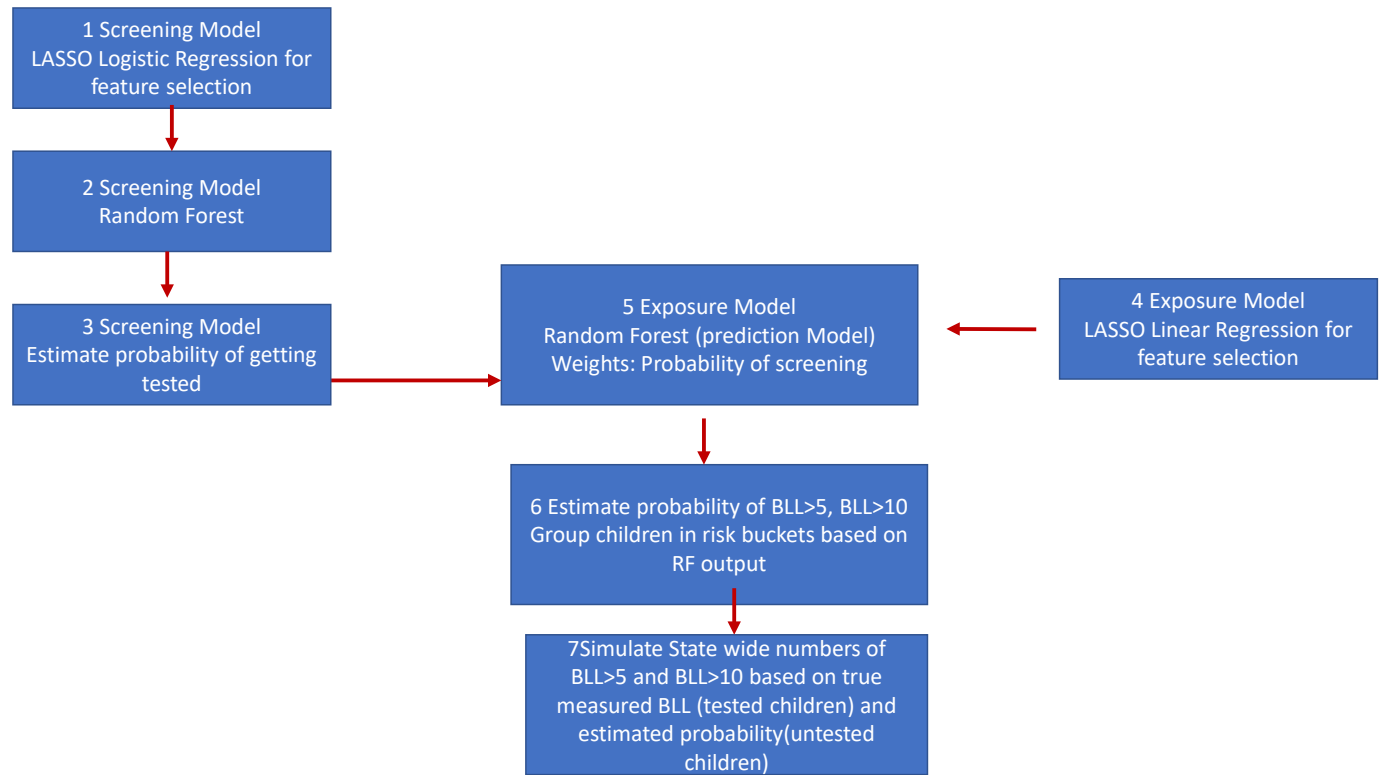 1 Screening Model
LASSO Logistic Regression for
feature selection
2 Screening Model
Random Forest
3 Screening Model
Estimate probability of getting
tested
5 Exposure Model
Random Forest (prediction Model)
Weights: Probability of screening
4 Exposure Model
LASSO Linear Regression for
feature selection
6 Estimate probability of BLL>5, BLL>10
Group children in risk buckets based on
RF output
7Simulate State wide numbers of
BLL>5 and BLL>10 based on true
measured BLL (tested children) and
estimated probability(untested
children)